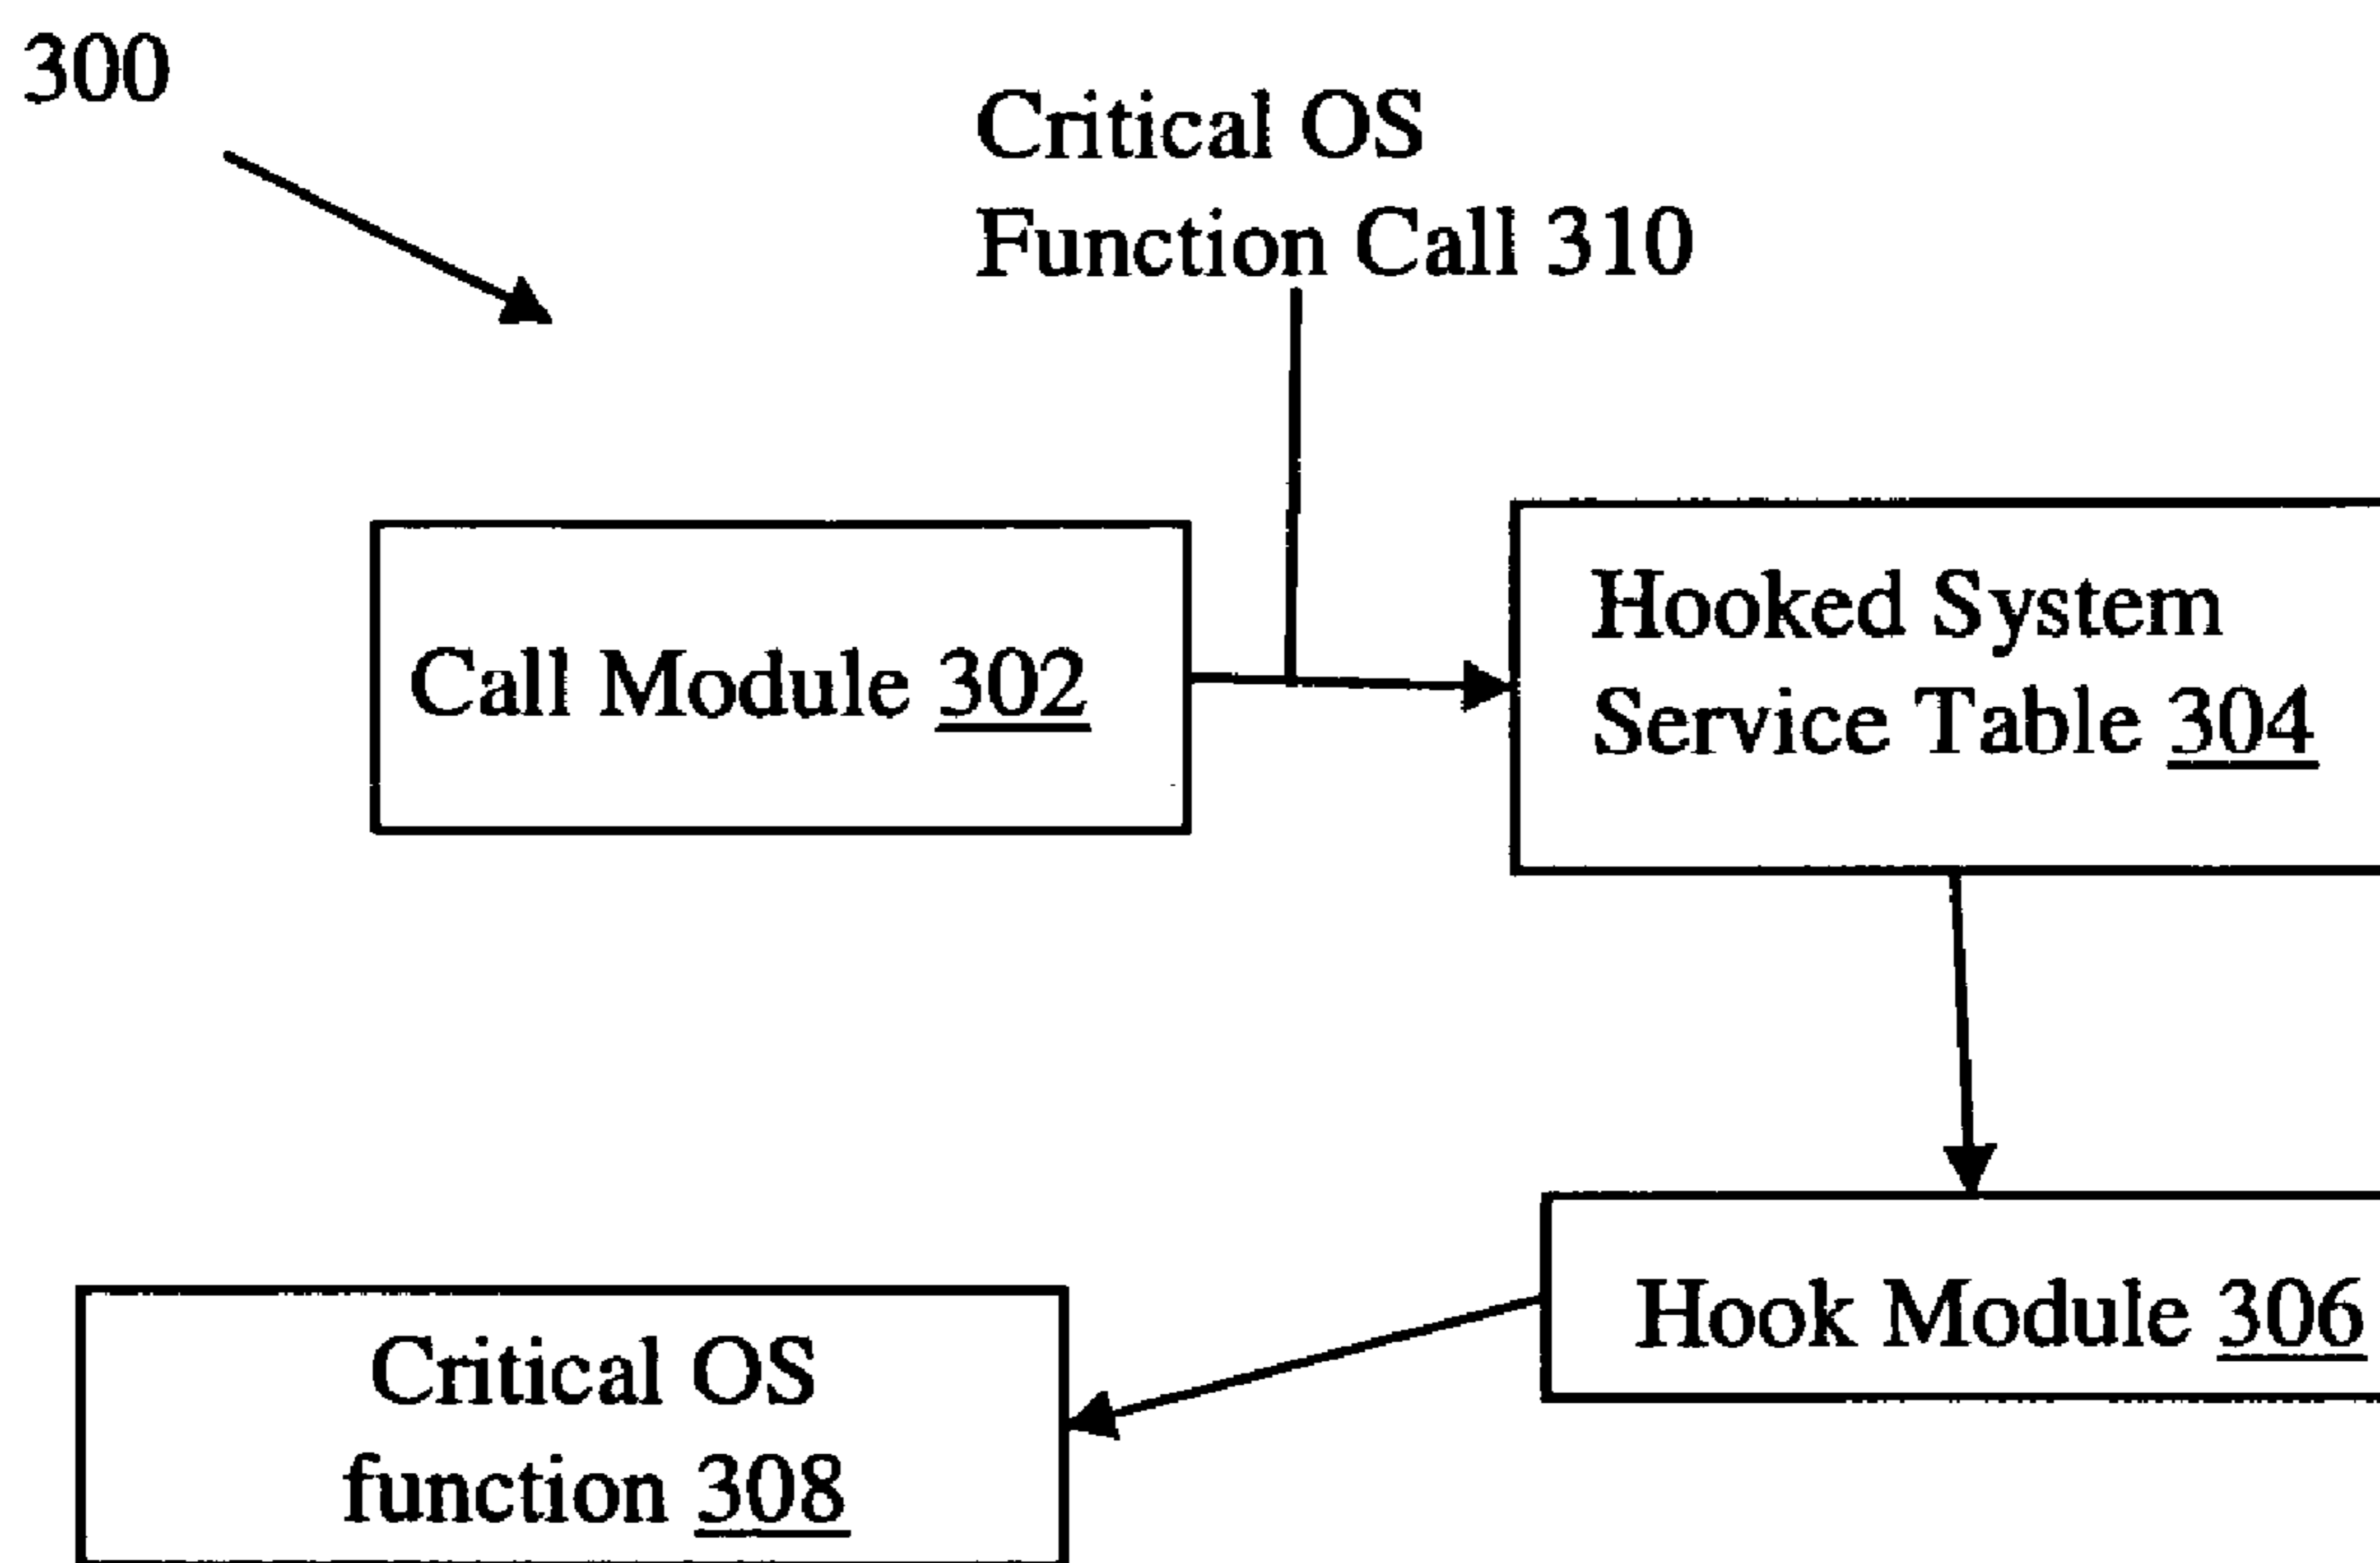 300
Critical OS
Function Call 310
Call Module 302
Hooked System
Service Table 304
Hook Module 306
Critical OS
function 308